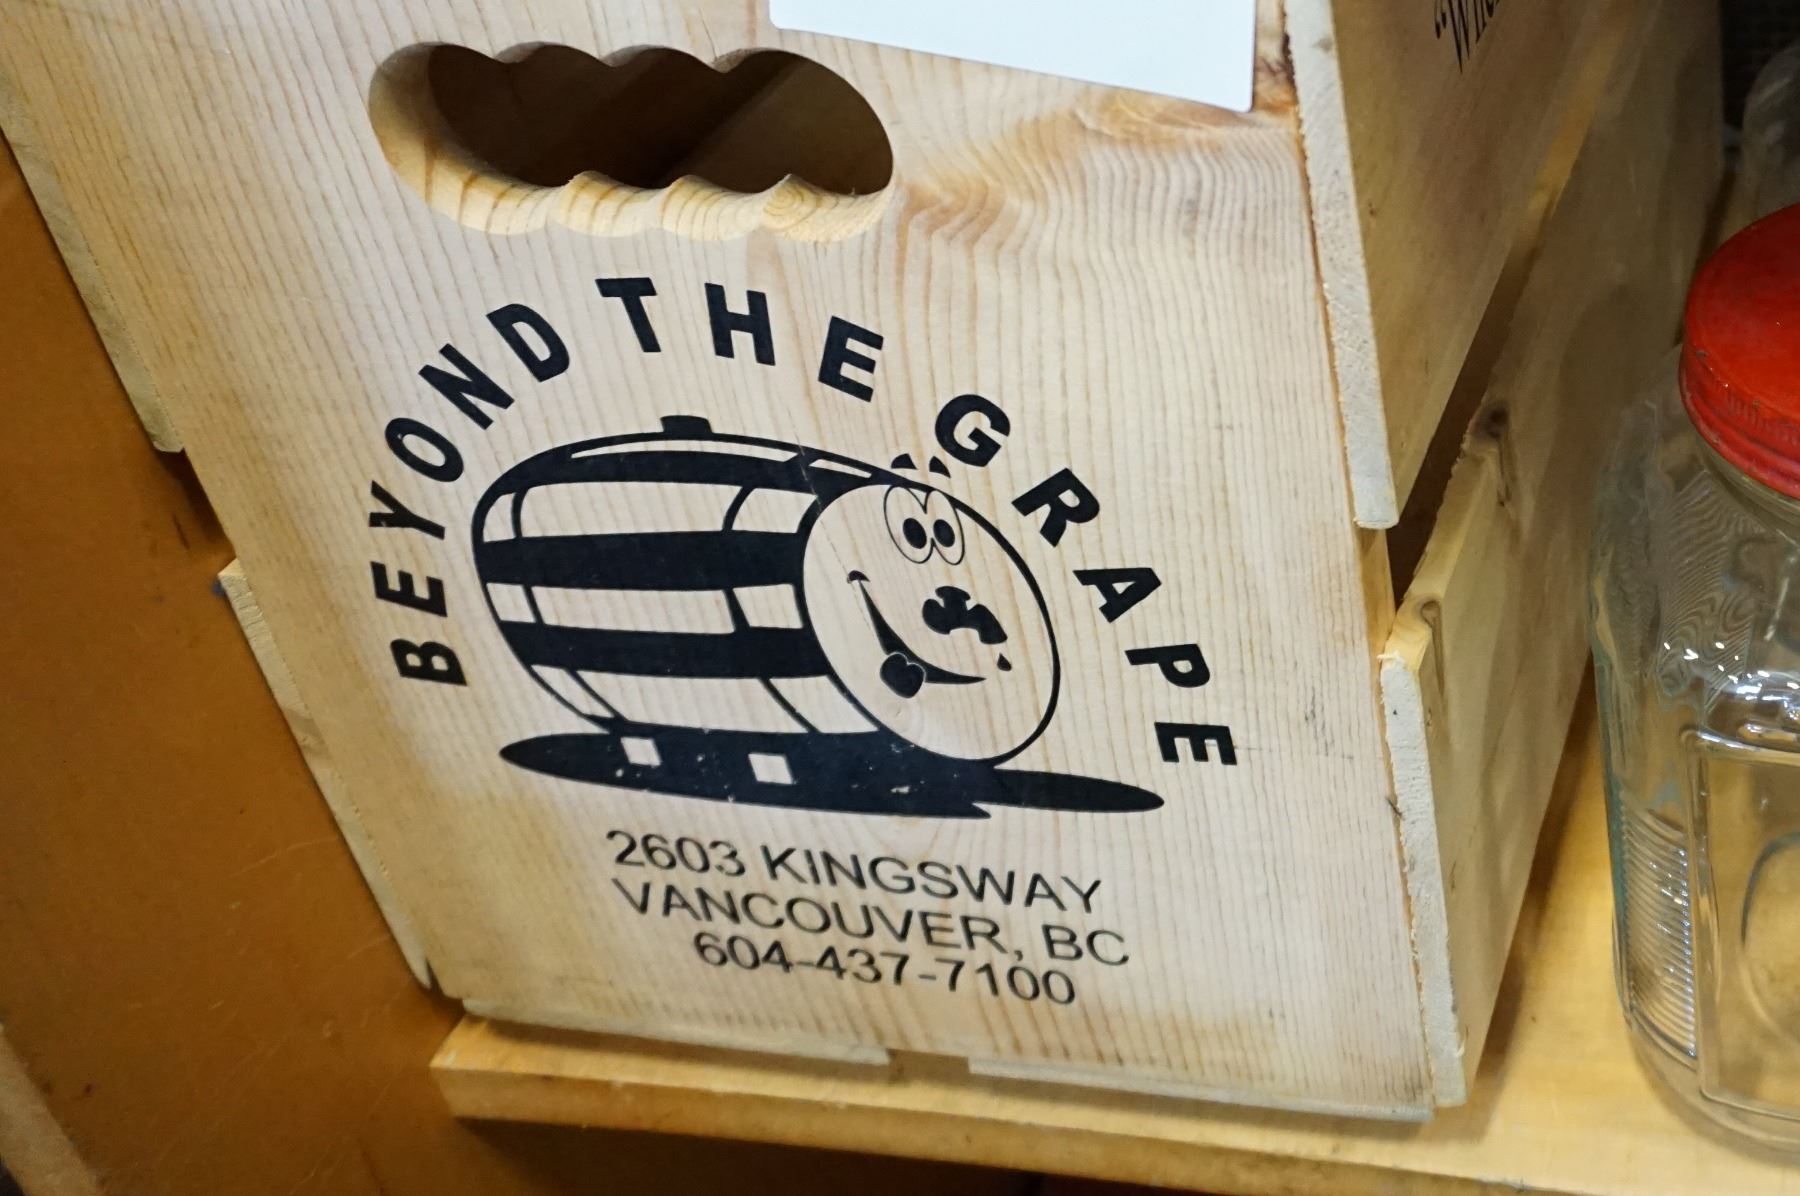 BEYOND THE GRAPE
2603 KINGSWAY
VANCOUVER, BC
604-437-7100